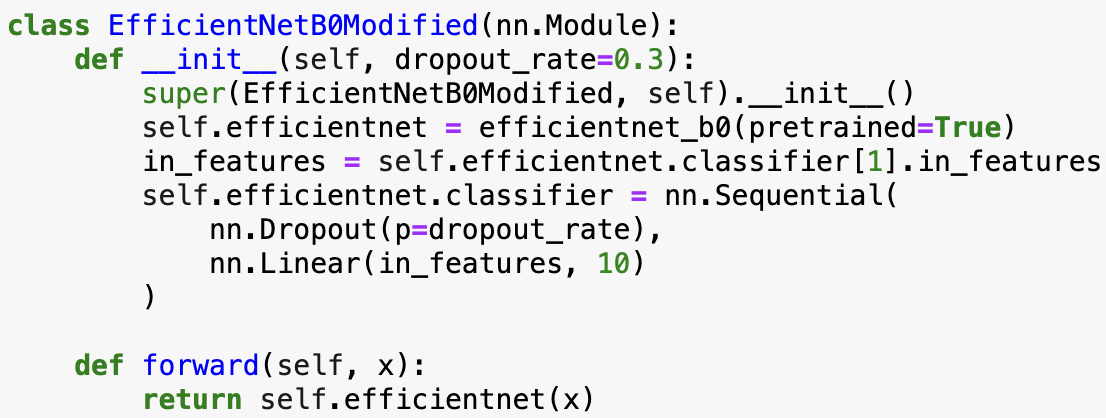 class EfficientNetB0Modified(nn.Module):
    def __init__(self, dropout_rate=0.3):
        super(EfficientNetB0Modified, self).__init__()
        self.efficientnet = efficientnet_b0(pretrained=True)
        in_features = self.efficientnet.classifier[1].in_features
        self.efficientnet.classifier = nn.Sequential(
            nn.Dropout(p=dropout_rate),
            nn.Linear(in_features, 10)
        )

    def forward(self, x):
        return self.efficientnet(x)